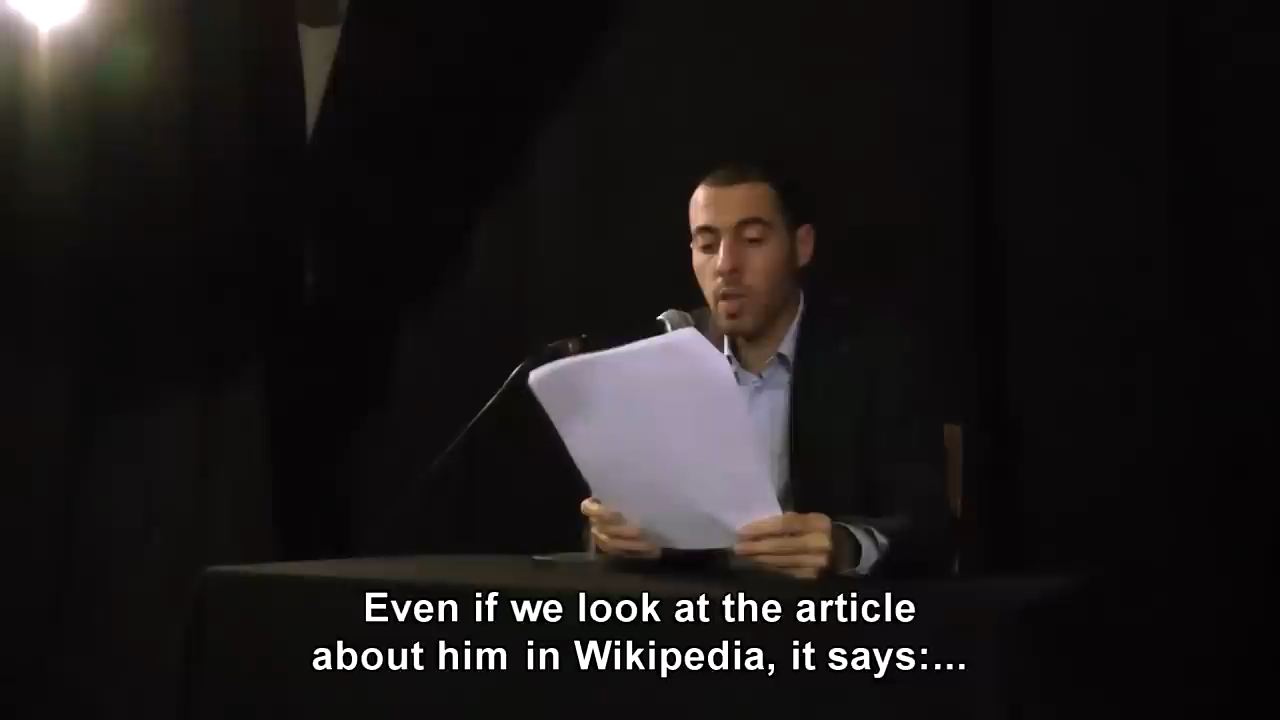 Even if we look at the article
about him in Wikipedia, it says:...